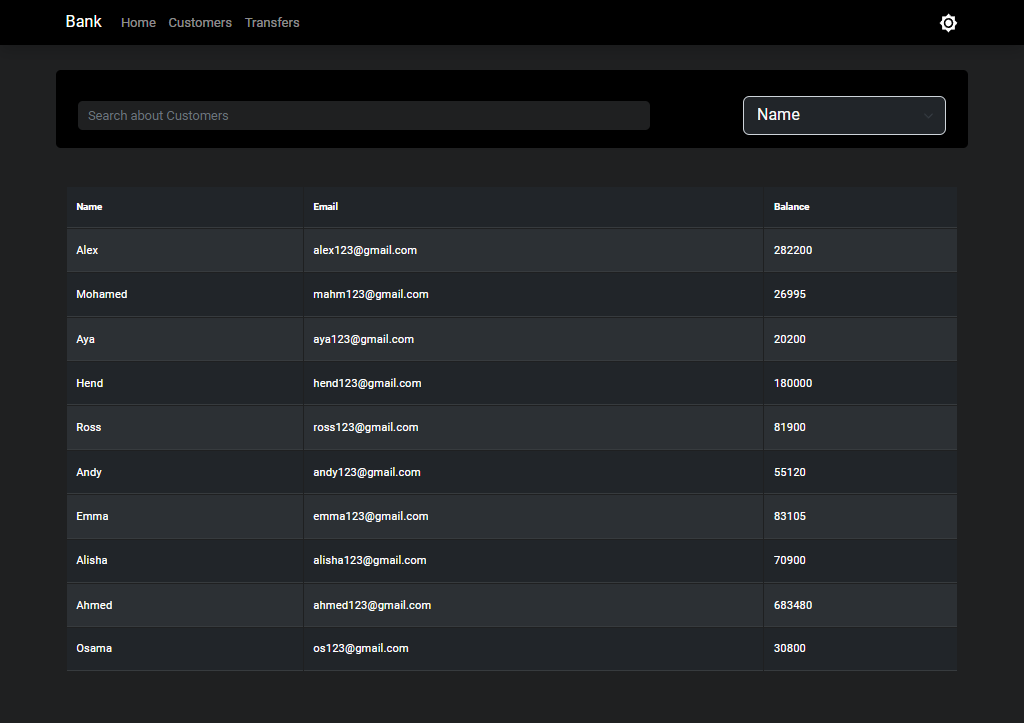 Bank Home Customers Transfers
Search about Customers Name
Name Email Balance
Alex alex123@gmail.com 282200
Mohamed mahm123@gmail.com 26995
Aya aya123@gmail.com 20200
Hend hend123@gmail.com 180000
Ross ross123@gmail.com 81900
Andy andy123@gmail.com 55120
Emma emma123@gmail.com 83105
Alisha alisha123@gmail.com 70900
Ahmed ahmed123@gmail.com 683480
Osama os123@gmail.com 30800